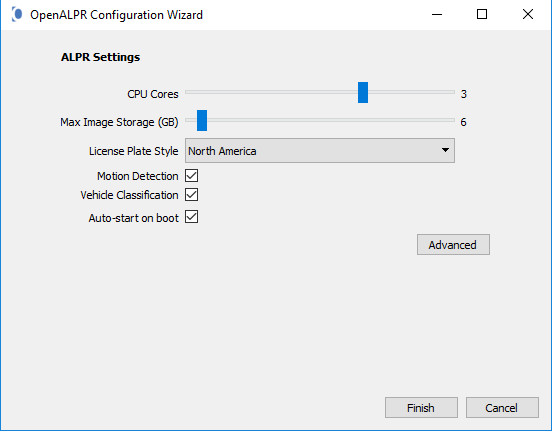 OpenALPR Configuration Wizard
ALPR Settings
CPU Cores 3
Max Image Storage (GB) 6
License Plate Style North America
Motion Detection
Vehicle Classification
Auto-start on boot
Advanced
Finish Cancel